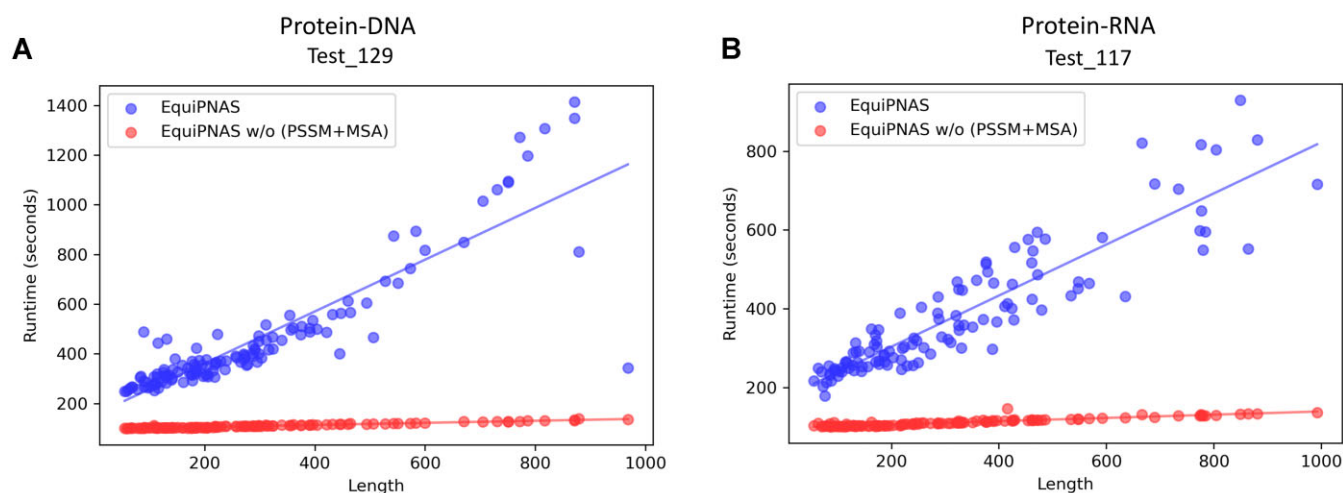 A
Protein-DNA
Test_129
EquiPNAS
EquiPNAS w/o (PSSM+MSA)
Runtime (seconds)
1400
1200
1000
800
600
400
200
200
400
600
800
1000
Length
B
Protein-RNA
Test_117
EquiPNAS
EquiPNAS w/o (PSSM+MSA)
Runtime (seconds)
800
600
400
200
200
400
600
800
1000
Length